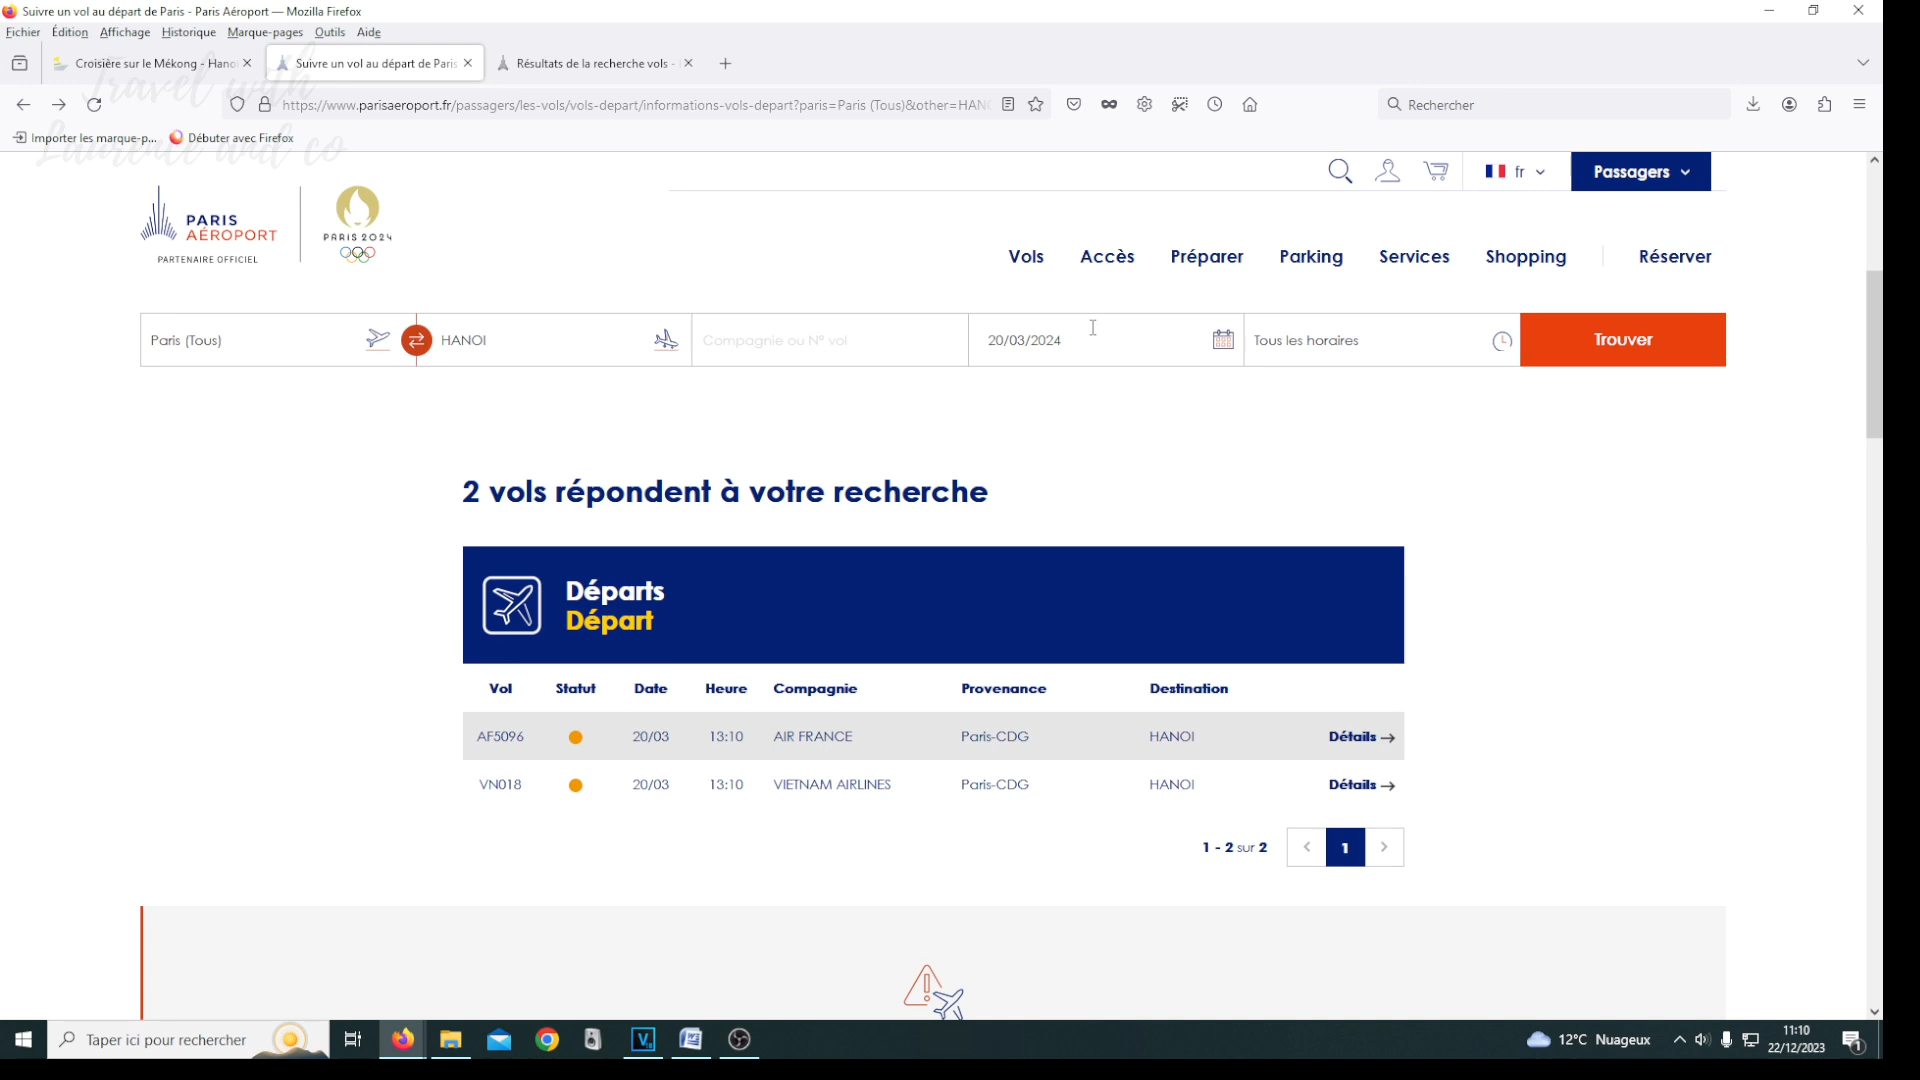 Suivre un vol au départ de Paris - Paris Aéroport — Mozilla Firefox
Fichier Édition Affichage Historique Marque-pages Outils Aide
Croisière sur le Mékong - Hano
Suivre un vol au départ de Paris
Résultats de la recherche vols -
https://www.parisaeroport.fr/passagers/les-vols/vols-depart/informations-vols-depart?paris=Paris (Tous)&other=HAN
Rechercher
Importer les marque-p...
Débuter avec Firefox
Travel with
Laurence and co
fr
Passagers
PARIS
AÉROPORT
PARTENAIRE OFFICIEL
PARIS 2024
Vols Accès Préparer Parking Services Shopping Réserver
Paris (Tous) HANOI Compagnie ou N° vol 20/03/2024 Tous les horaires Trouver
2 vols répondent à votre recherche
Départs
Départ
Vol Statut Date Heure Compagnie Provenance Destination
AF5096 20/03 13:10 AIR FRANCE Paris-CDG HANOI Détails →
VN018 20/03 13:10 VIETNAM AIRLINES Paris-CDG HANOI Détails →
1 - 2 sur 2 < 1 >
Taper ici pour rechercher
12°C Nuageux
11:10
22/12/2023
1